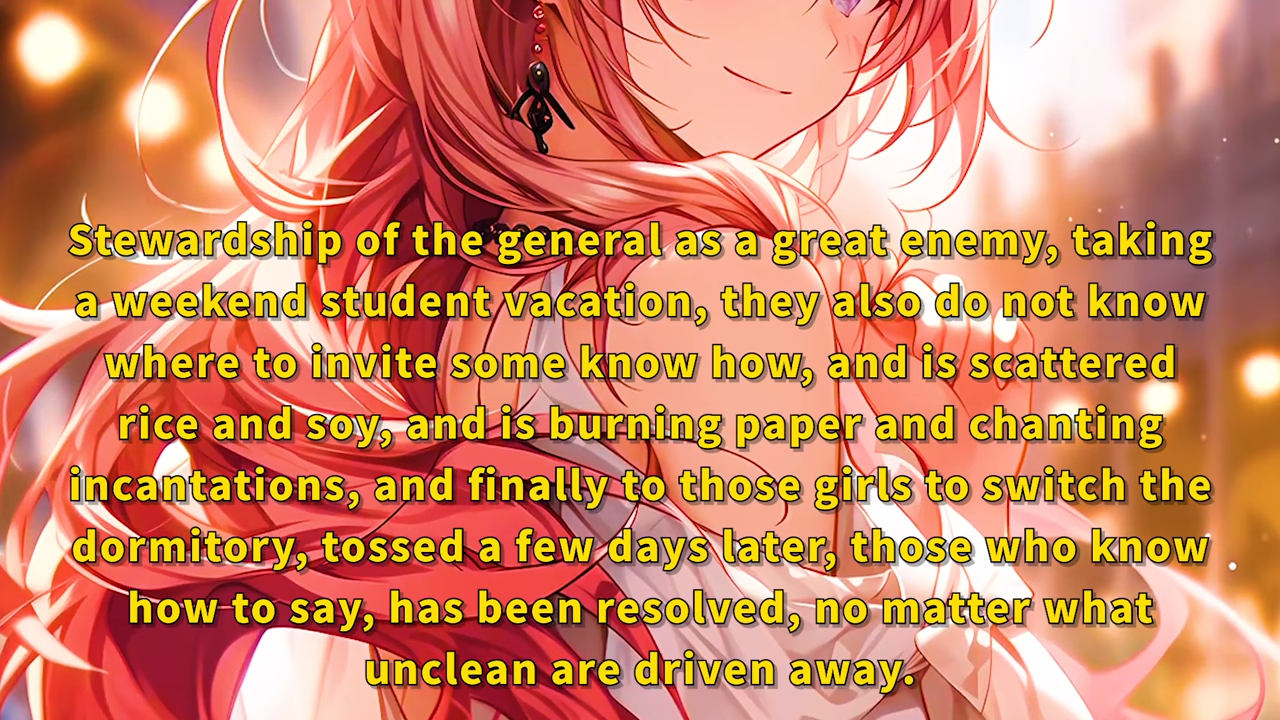 Stewardship of the general as a great enemy, taking
a weekend student vacation, they also do not know
where to invite some know how, and is scattered
rice and soy, and is burning paper and chanting
incantations, and finally to those girls to switch the
dormitory, tossed a few days later, those who know
how to say, has been resolved, no matter what
unclean are driven away.